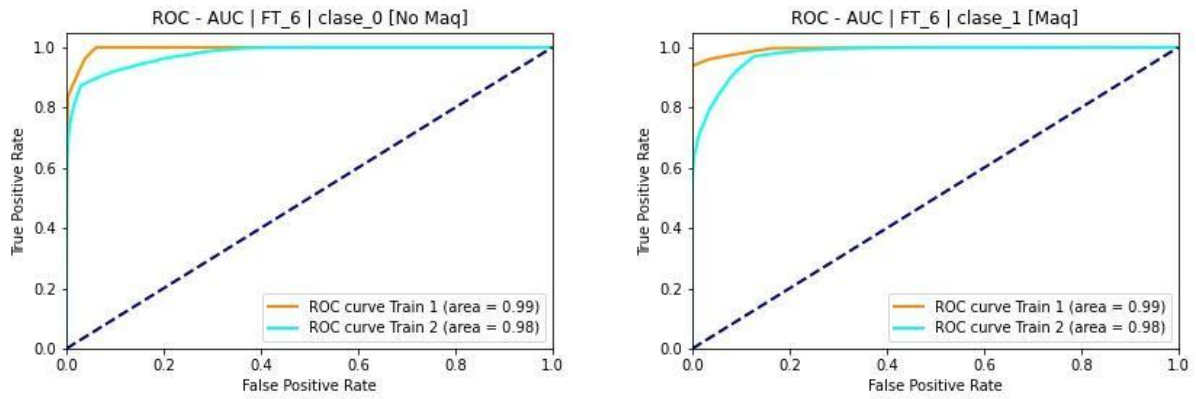 ROC - AUC | FT_6 | clase_0 [No Maq]
1.0
0.8
0.6
0.4
0.2
0.0
True Positive Rate
ROC curve Train 1 (area = 0.99)
ROC curve Train 2 (area = 0.98)
0.0 0.2 0.4 0.6 0.8 1.0
False Positive Rate
ROC - AUC | FT_6 | clase_1 [Maq]
1.0
0.8
0.6
0.4
0.2
0.0
True Positive Rate
ROC curve Train 1 (area = 0.99)
ROC curve Train 2 (area = 0.98)
0.0 0.2 0.4 0.6 0.8 1.0
False Positive Rate